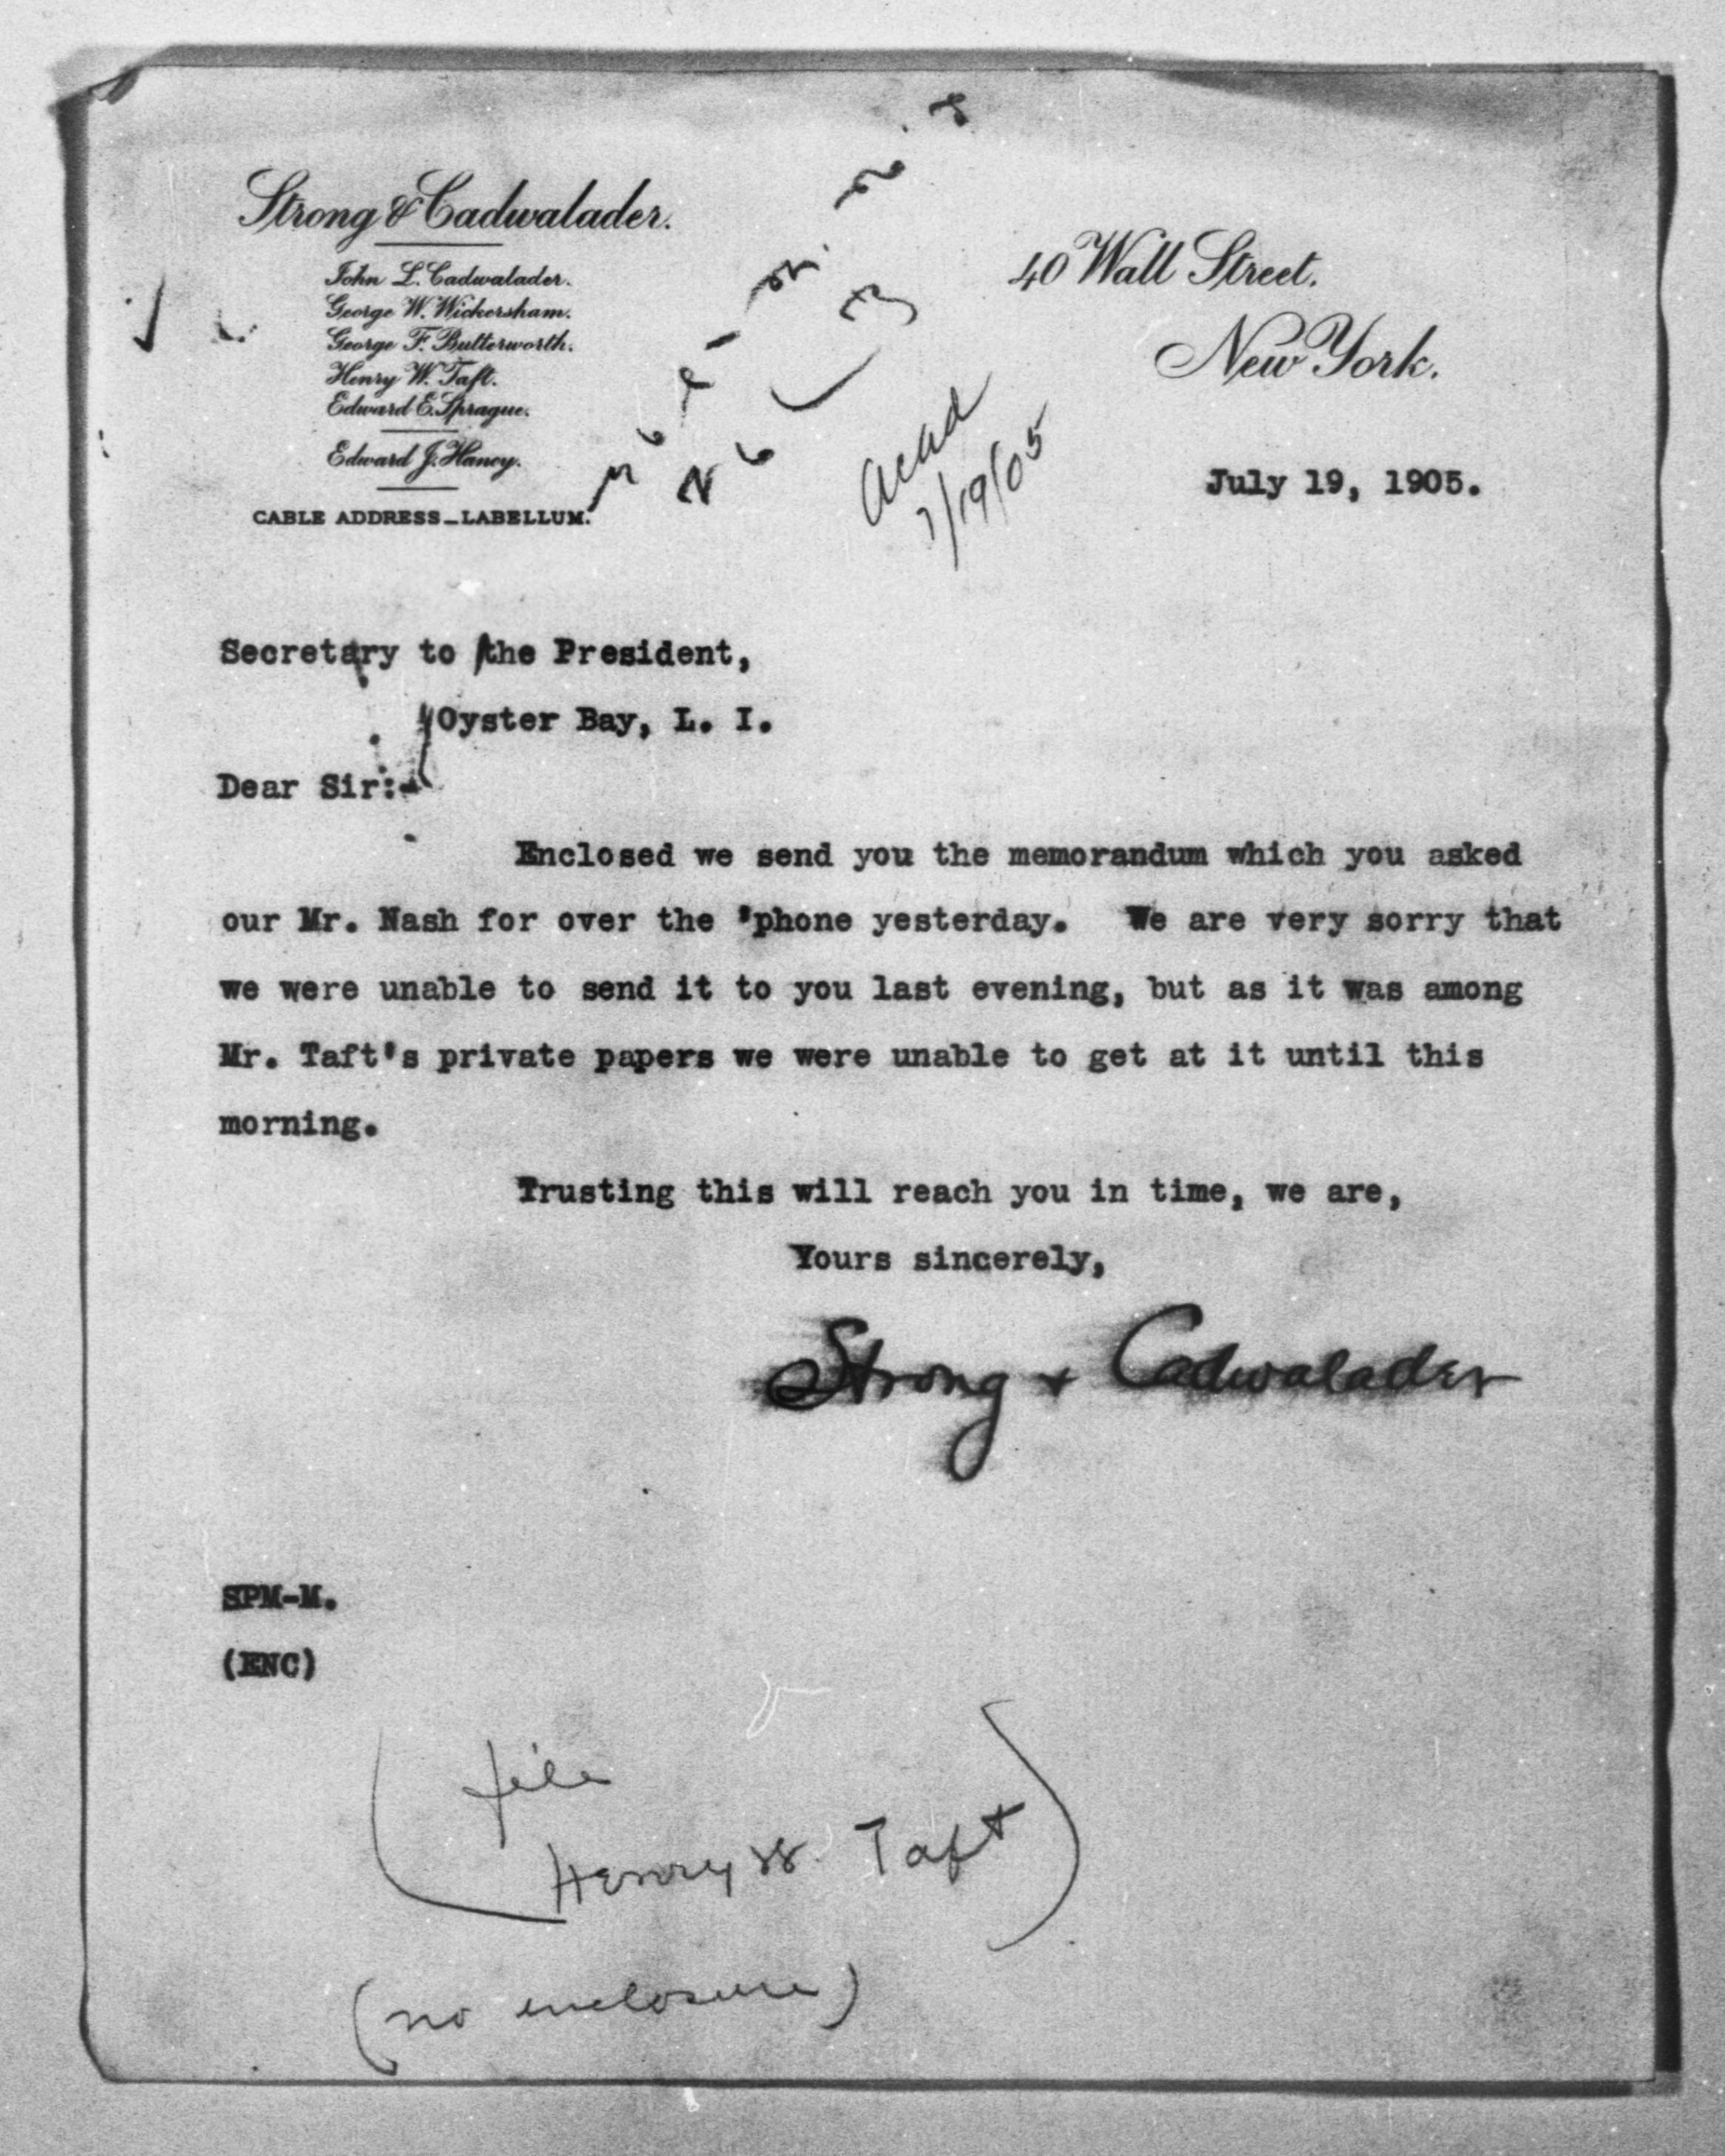 Strong & Cadwalader.
John L. Cadwalader.
George W. Wickersham.
George F. Butterworth.
Henry W. Taft.
Edward E. Sprague.
Edward J. Haney.
CABLE ADDRESS_LABELLUM.
40 Wall Street.
New York.
ackd
7/19/05
July 19, 1905.
Secretary to the President,
Oyster Bay, L. I.
Dear Sir:-
Enclosed we send you the memorandum which you asked
our Mr. Nash for over the 'phone yesterday. We are very sorry that
we were unable to send it to you last evening, but as it was among
Mr. Taft's private papers we were unable to get at it until this
morning.
Trusting this will reach you in time, we are,
Yours sincerely,
Strong & Cadwalader
SPM-M.
(ENC)
(file
Henry W. Taft)
(no enclosure)